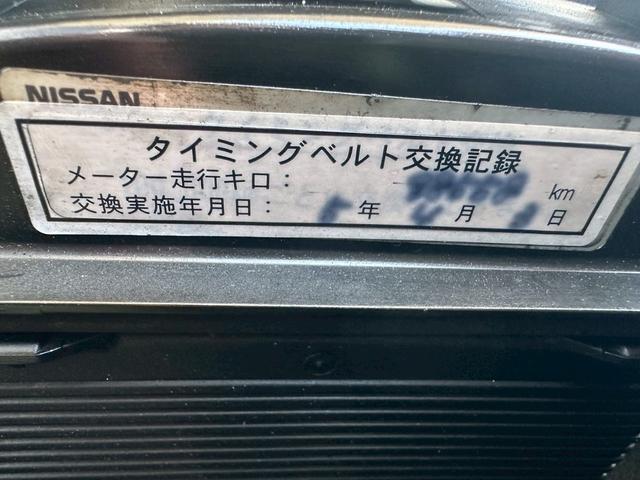 NISSAN
タイミングベルト交換記録
メーター走行キロ： km
交換実施年月日： 年 月 日